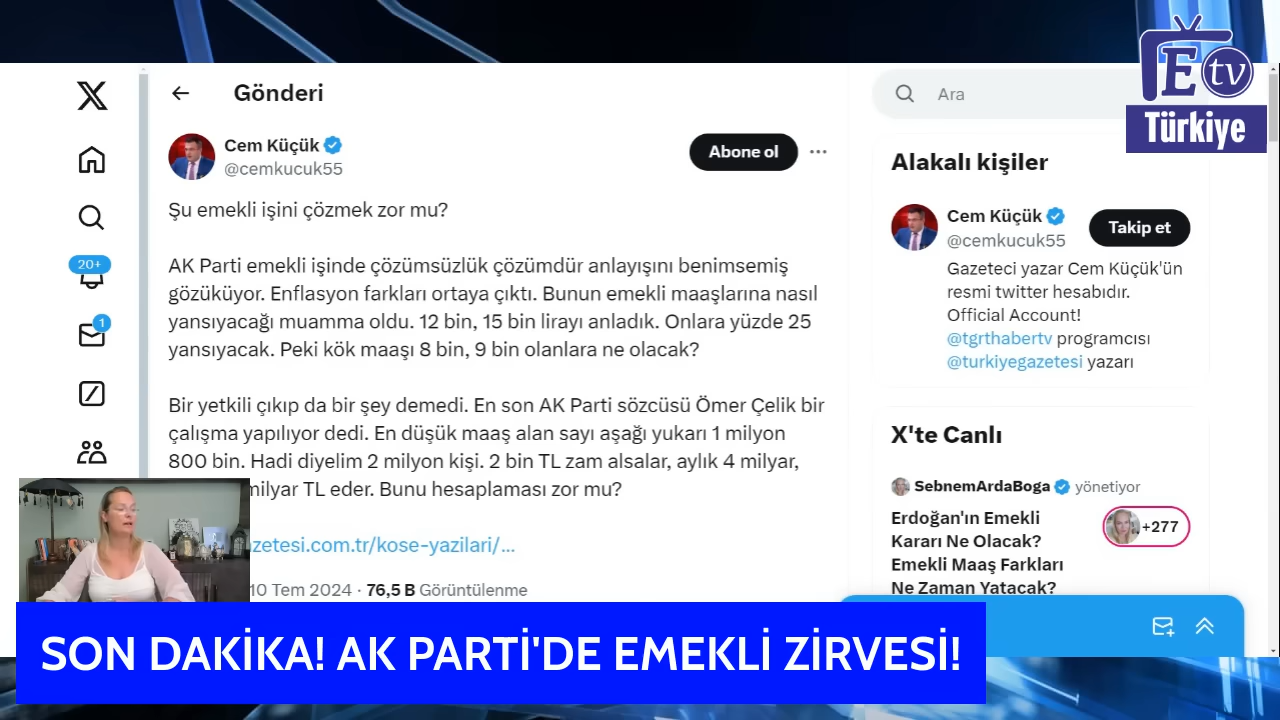 E tv
Türkiye
Gönderi
Ara
Cem Küçük
@cemkucuk55
Abone ol
Şu emekli işini çözmek zor mu?
AK Parti emekli işinde çözümsüzlük çözümdür anlayışını benimsemiş
gözüküyor. Enflasyon farkları ortaya çıktı. Bunun emekli maaşlarına nasıl
yansıyacağı muamma oldu. 12 bin, 15 bin lirayı anladık. Onlara yüzde 25
yansıyacak. Peki kök maaşı 8 bin, 9 bin olanlara ne olacak?
Bir yetkili çıkıp da bir şey demedi. En son AK Parti sözcüsü Ömer Çelik bir
çalışma yapılıyor dedi. En düşük maaş alan sayı aşağı yukarı 1 milyon
800 bin. Hadi diyelim 2 milyon kişi. 2 bin TL zam alsalar, aylık 4 milyar,
milyar TL eder. Bunu hesaplaması zor mu?
zetesi.com.tr/kose-yazilari/...
10 Tem 2024 · 76,5 B Görüntülenme
20+
1
Alakalı kişiler
Cem Küçük
@cemkucuk55
Takip et
Gazeteci yazar Cem Küçük'ün
resmi twitter hesabıdır.
Official Account!
@tgrthabertv programcısı
@turkiyegazetesi yazarı
X'te Canlı
SebnemArdaBoga yönetiyor
Erdoğan'ın Emekli
Kararı Ne Olacak?
Emekli Maaş Farkları
Ne Zaman Yatacak?
+277
SON DAKİKA! AK PARTİ'DE EMEKLİ ZİRVESİ!